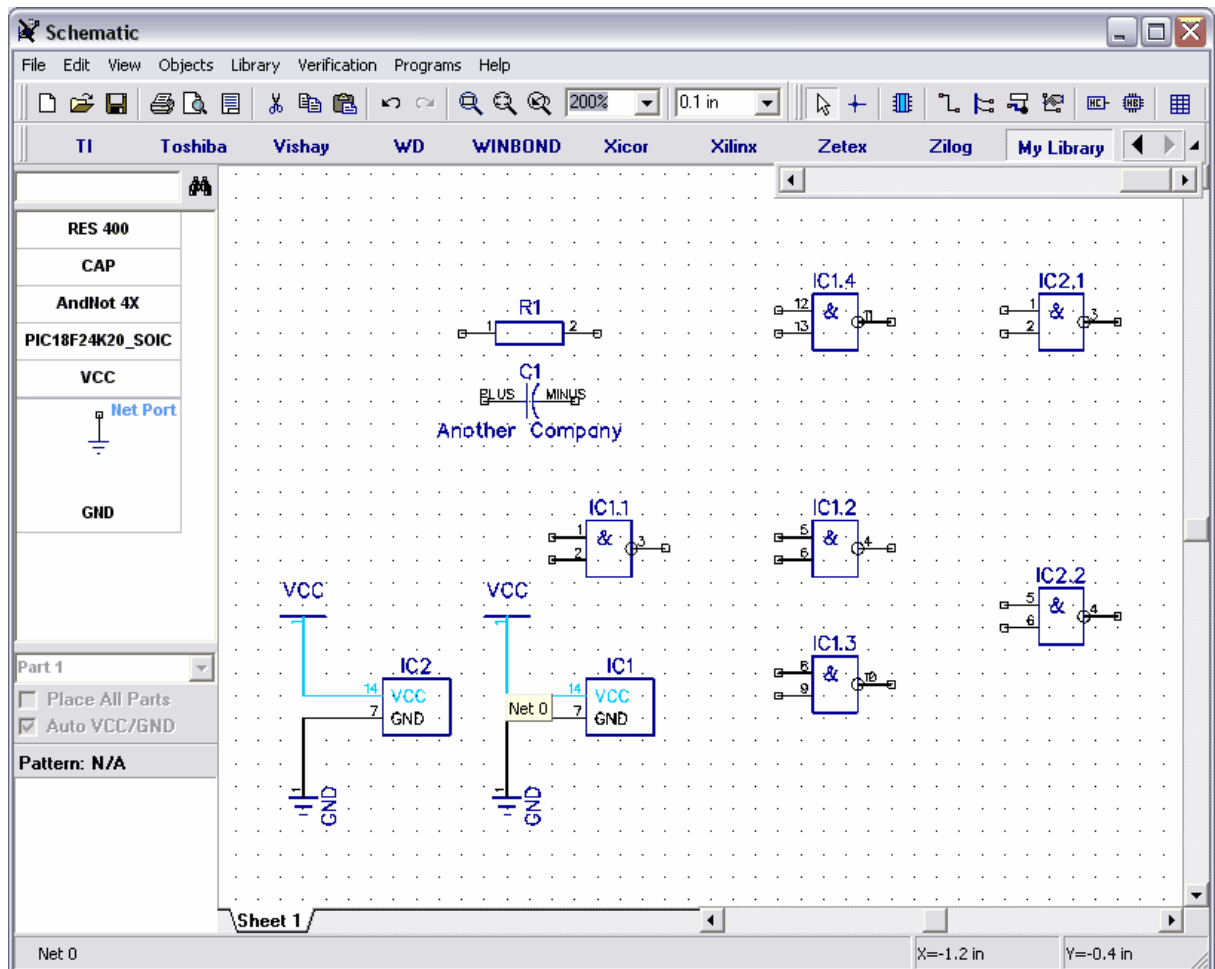 Schematic
File Edit View Objects Library Verification Programs Help
200% 0.1 in
TI Toshiba Vishay WD WINBOND Xicor Xilinx Zetex Zilog My Library
RES 400
CAP
AndNot 4X
PIC18F24K20_SOIC
VCC
Net Port
GND
Part 1
Place All Parts
Auto VCC/GND
Pattern: N/A
IC1.4 IC2.1
12 & 11 1 & 3
13 2
R1
1 2
C1
PLUS MINUS
Another Company
IC1.1 IC1.2
1 & 3 5 & 4
2 6
IC2.2
5 & 4
6
VCC VCC
1 1
IC1.3
8 & 10
9
IC2 IC1
14 VCC 14 VCC
7 GND Net 0 7 GND
1 GND 1 GND
Sheet 1
Net 0 X=-1.2 in Y=-0.4 in